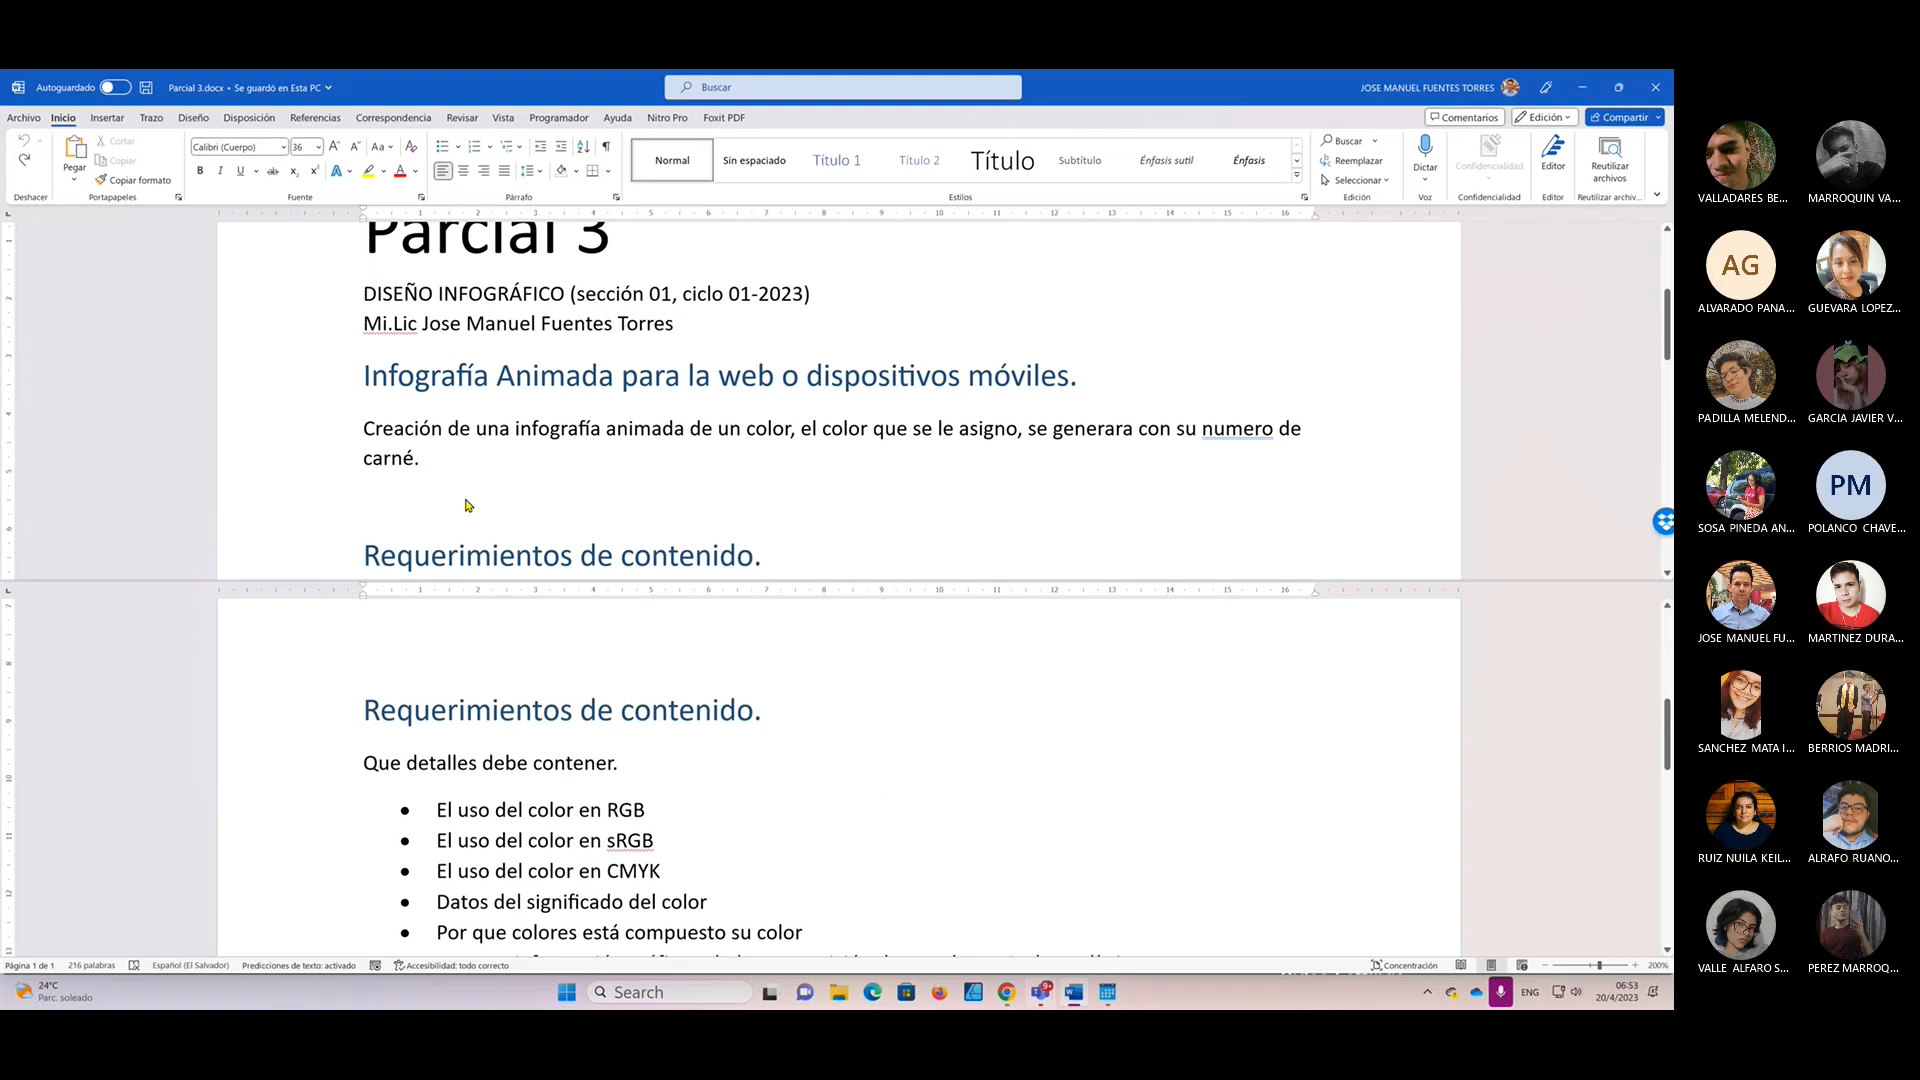 Autoguardado
Parcial 3.docx • Se guardó en Esta PC
Buscar
JOSE MANUEL FUENTES TORRES
Archivo Inicio Insertar Trazo Diseño Disposición Referencias Correspondencia Revisar Vista Programador Ayuda Nitro Pro Foxit PDF
Comentarios Edición Compartir
Deshacer
Pegar
Cortar
Copiar
Copiar formato
Portapapeles
Calibri (Cuerpo) 36
Fuente
Párrafo
Normal Sin espaciado Título 1 Título 2 Título Subtítulo Énfasis sutil Énfasis
Estilos
Buscar
Reemplazar
Seleccionar
Edición
Dictar
Voz
Confidencialidad
Confidencialidad
Editor
Editor
Reutilizar
archivos
Reutilizar archiv...
Parcial 3
DISEÑO INFOGRÁFICO (sección 01, ciclo 01-2023)
Mi.Lic Jose Manuel Fuentes Torres
Infografía Animada para la web o dispositivos móviles.
Creación de una infografía animada de un color, el color que se le asigno, se generara con su numero de
carné.
Requerimientos de contenido.
Requerimientos de contenido.
Que detalles debe contener.
• El uso del color en RGB
• El uso del color en sRGB
• El uso del color en CMYK
• Datos del significado del color
• Por que colores está compuesto su color
Página 1 de 1 216 palabras Español (El Salvador) Predicciones de texto: activado Accesibilidad: todo correcto
Concentración 200%
24°C
Parc. soleado
Search
9+
ENG
06:53
20/4/2023
VALLADARES BE...
MARROQUIN VA...
AG
ALVARADO PANA...
GUEVARA LOPEZ...
PADILLA MELEND...
GARCIA JAVIER V...
SOSA PINEDA AN...
PM
POLANCO CHAVE...
JOSE MANUEL FU...
MARTINEZ DURA...
SANCHEZ MATA I...
BERRIOS MADRI...
RUIZ NUILA KEIL...
ALRAFO RUANO...
VALLE ALFARO S...
PEREZ MARROQ...